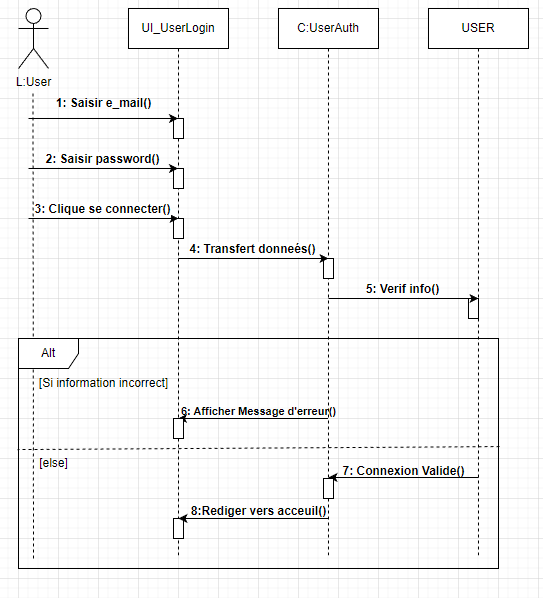 UI_UserLogin
C:UserAuth
USER
L:User
1: Saisir e_mail()
2: Saisir password()
3: Clique se connecter()
4: Transfert donneés()
5: Verif info()
Alt
[Si information incorrect]
6: Afficher Message d'erreur()
[else]
7: Connexion Valide()
8:Rediger vers acceuil()